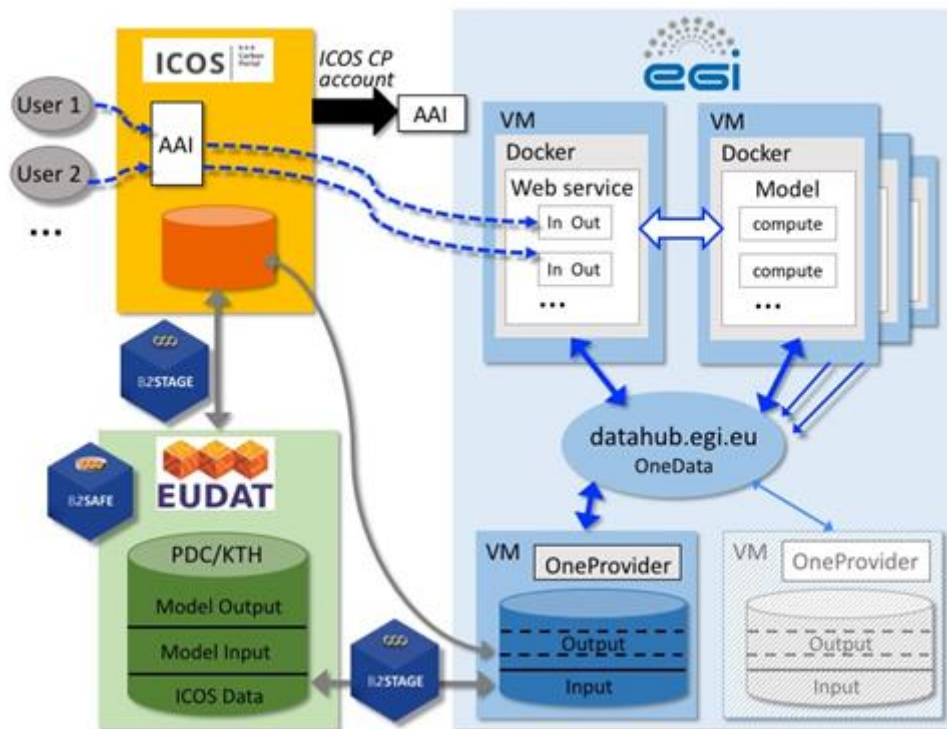 ICOS
Carbon
Portal
ICOS CP
account
egi
User 1
User 2
...
AAI
AAI
VM
Docker
Web service
In Out
In Out
...
VM
Docker
Model
compute
compute
...
B2STAGE
datahub.egi.eu
OneData
EUDAT
B2SAFE
PDC/KTH
Model Output
Model Input
ICOS Data
B2STAGE
VM
OneProvider
Output
Input
VM
OneProvider
Output
Input